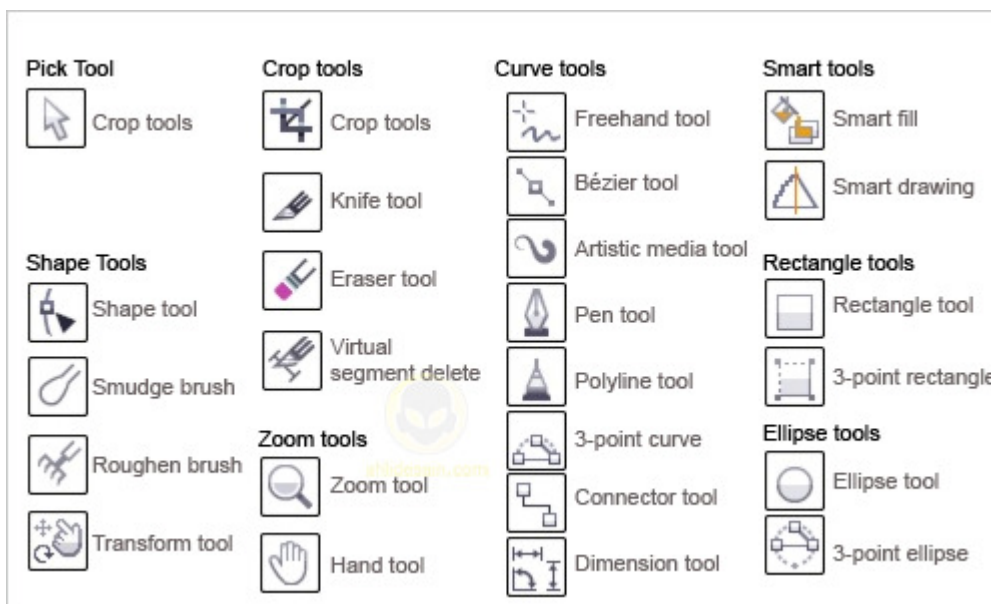 Pick Tool
Crop tools
Shape Tools
Shape tool
Smudge brush
Roughen brush
Transform tool
Crop tools
Crop tools
Knife tool
Eraser tool
Virtual
segment delete
Zoom tools
Zoom tool
Hand tool
Curve tools
Freehand tool
Bézier tool
Artistic media tool
Pen tool
Polyline tool
3-point curve
Connector tool
Dimension tool
Smart tools
Smart fill
Smart drawing
Rectangle tools
Rectangle tool
3-point rectangle
Ellipse tools
Ellipse tool
3-point ellipse